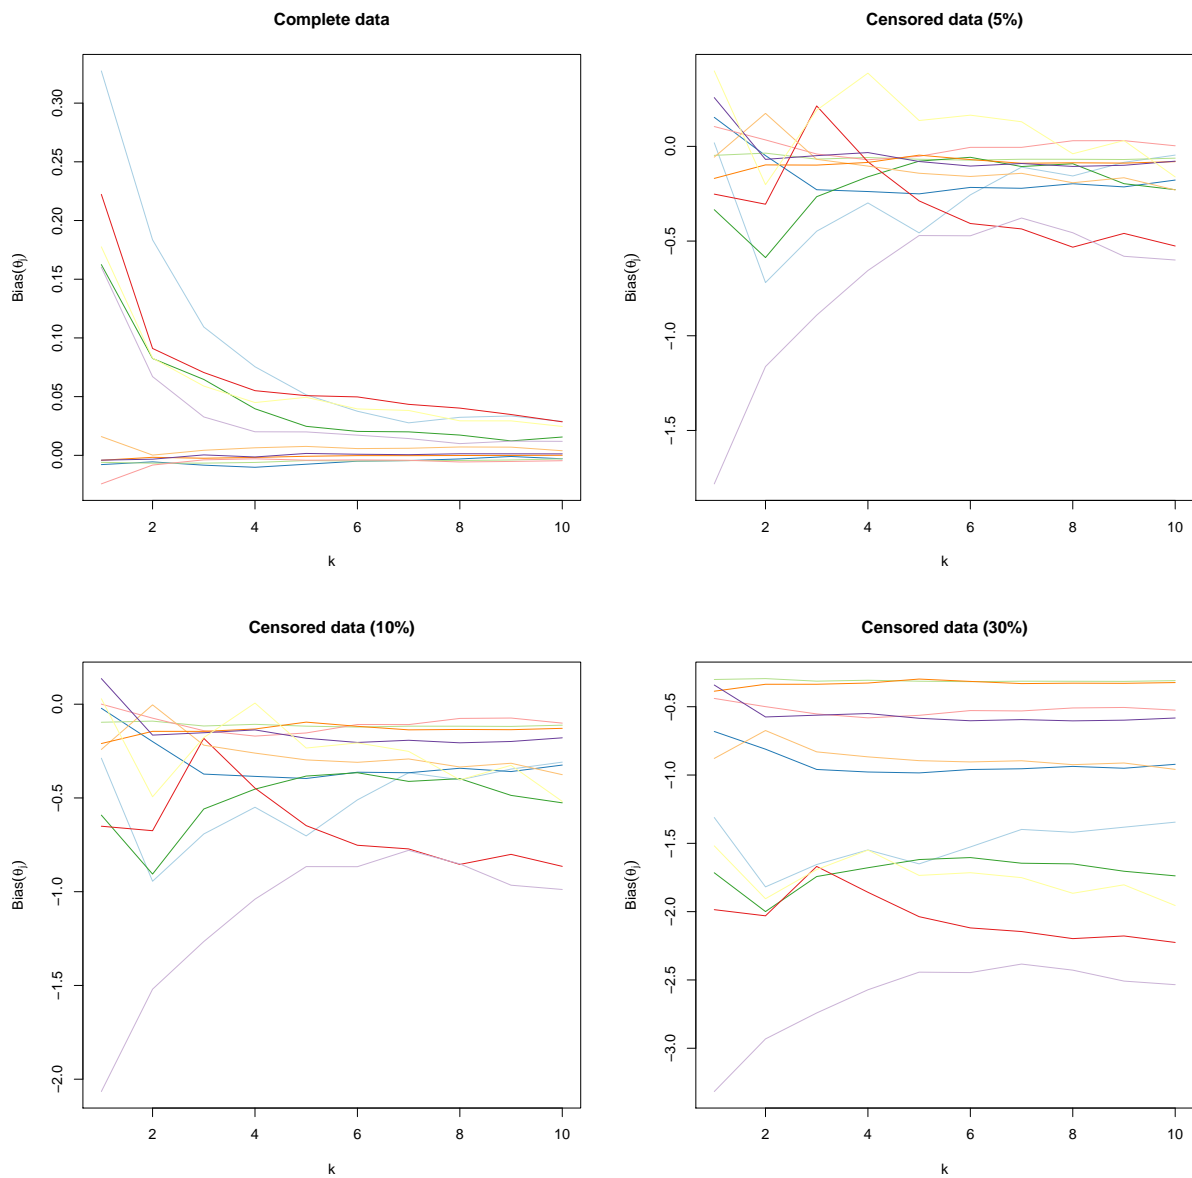 Complete data
Bias(θj)
0.00 0.05 0.10 0.15 0.20 0.25 0.30
2 4 6 8 10
k
Censored data (5%)
Bias(θj)
−1.5 −1.0 −0.5 0.0
2 4 6 8 10
k
Censored data (10%)
Bias(θj)
−2.0 −1.5 −1.0 −0.5 0.0
2 4 6 8 10
k
Censored data (30%)
Bias(θj)
−3.0 −2.5 −2.0 −1.5 −1.0 −0.5
2 4 6 8 10
k